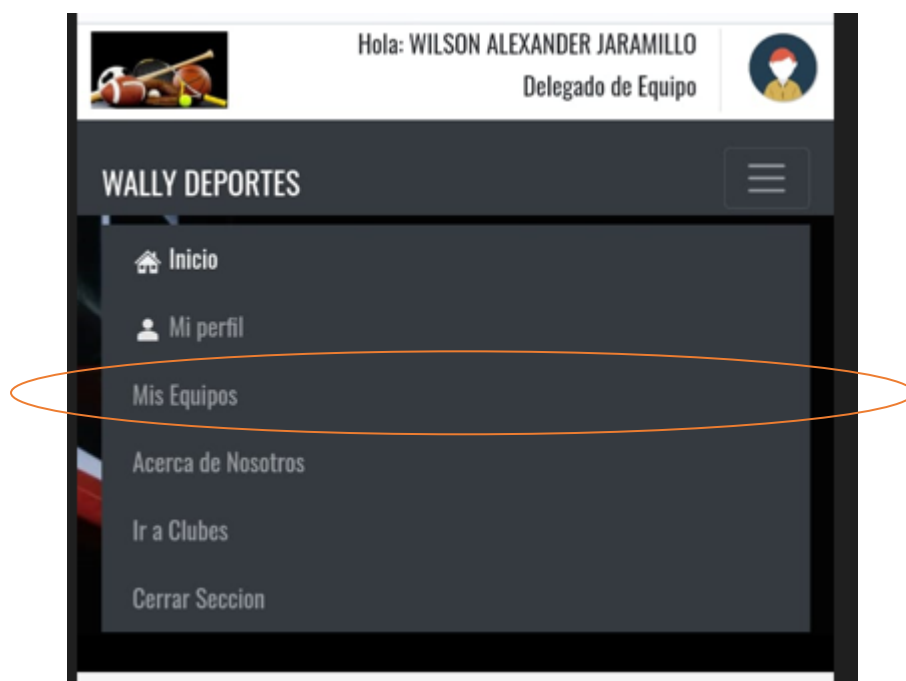 Hola: WILSON ALEXANDER JARAMILLO
Delegado de Equipo
WALLY DEPORTES
Inicio
Mi perfil
Mis Equipos
Acerca de Nosotros
Ir a Clubes
Cerrar Seccion